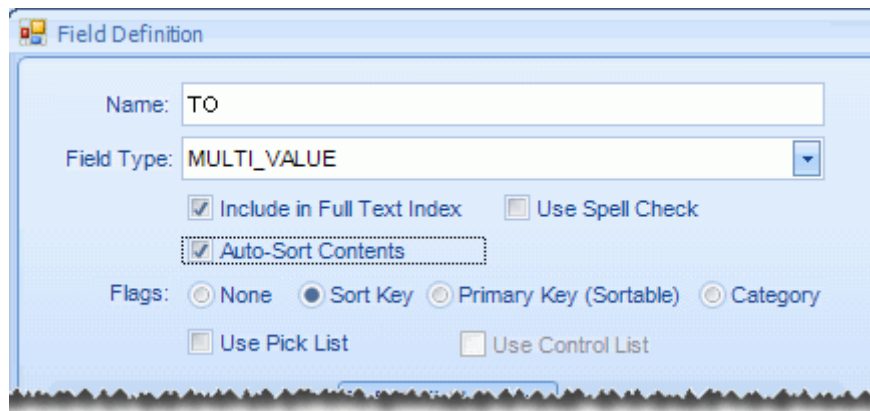 Field Definition
Name: TO
Field Type: MULTI_VALUE
Include in Full Text Index Use Spell Check
Auto-Sort Contents
Flags: None Sort Key Primary Key (Sortable) Category
Use Pick List Use Control List